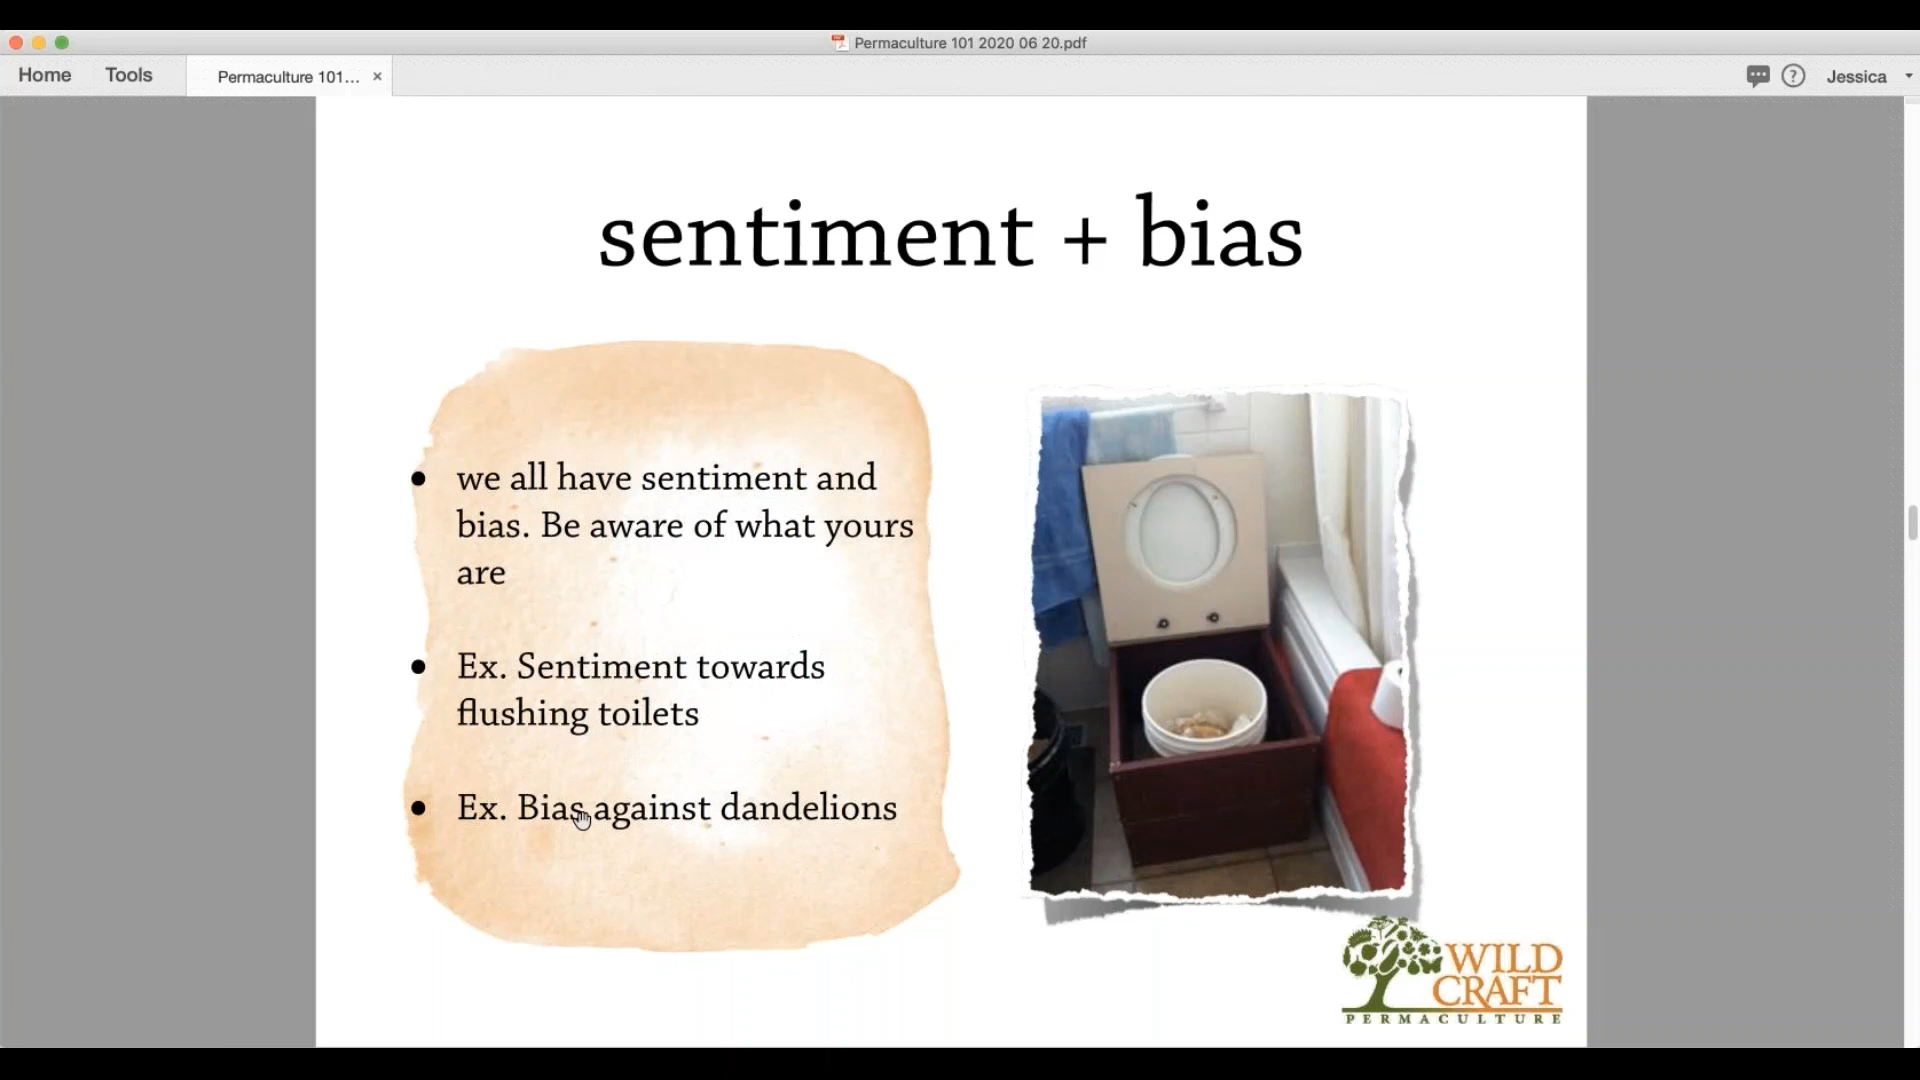 Permaculture 101 2020 06 20.pdf
Home Tools Permaculture 101... × ? Jessica
sentiment + bias
• we all have sentiment and
bias. Be aware of what yours
are
• Ex. Sentiment towards
flushing toilets
• Ex. Bias against dandelions
WILD
CRAFT
PERMACULTURE